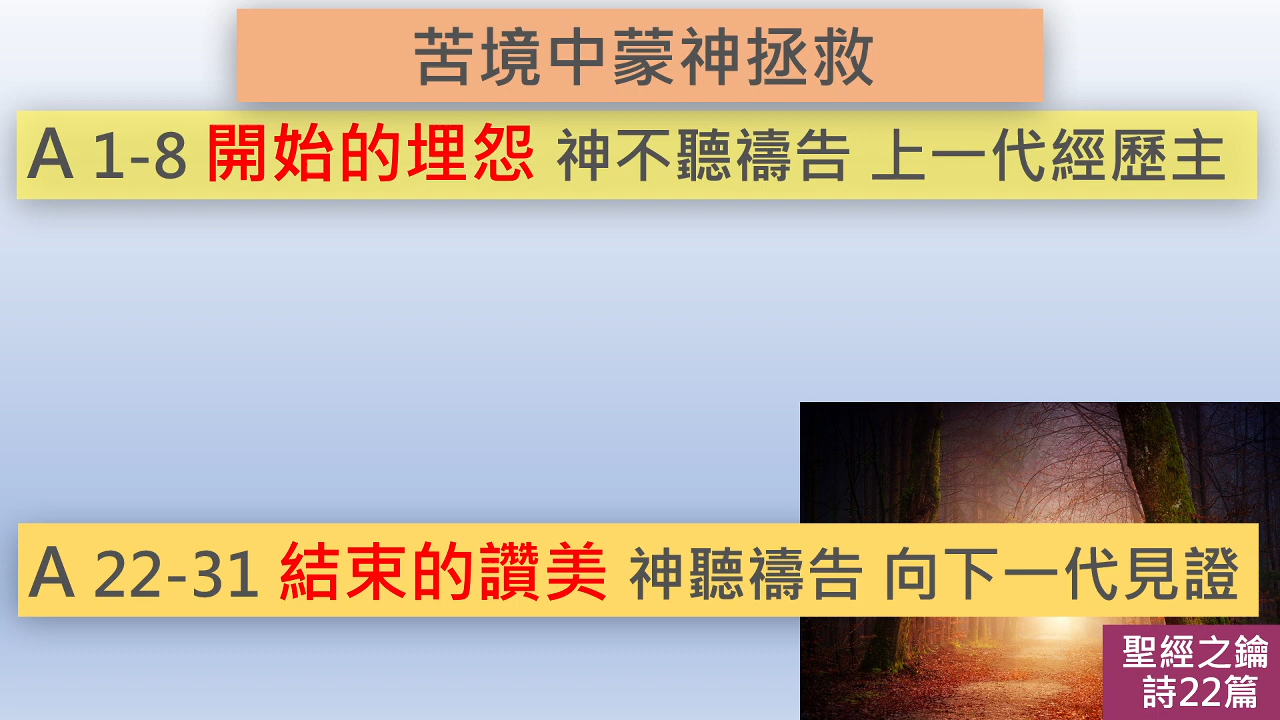 苦境中蒙神拯救
A 1-8 開始的埋怨 神不聽禱告 上一代經歷主
A 22-31 結束的讚美 神聽禱告 向下一代見證
聖經之鑰
詩22篇